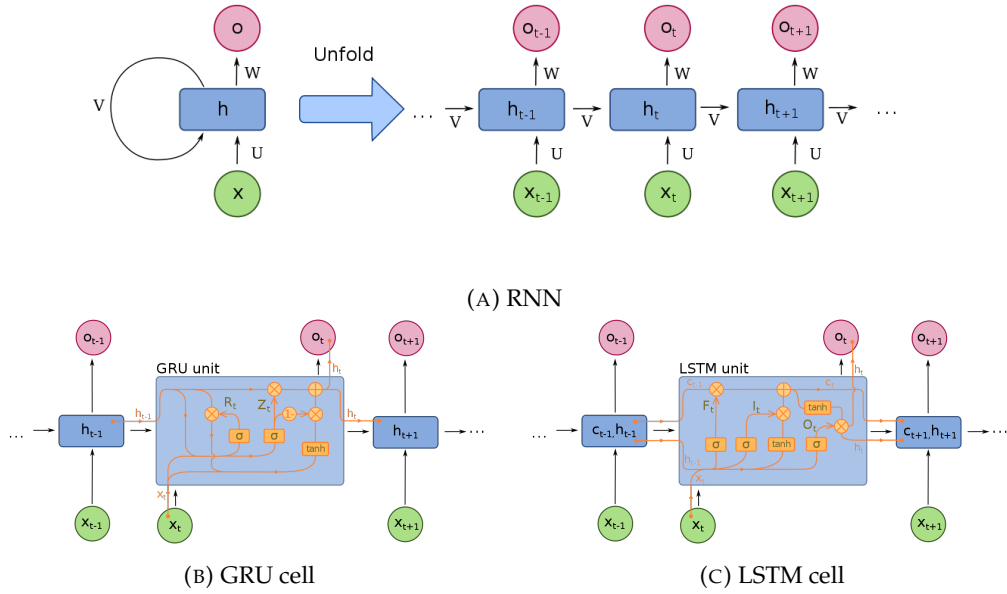 o
o_{t-1}
o_t
o_{t+1}
Unfold
W
W
W
W
V
h
...
V
h_{t-1}
V
h_t
V
h_{t+1}
V
...
U
U
U
U
x
x_{t-1}
x_t
x_{t+1}
(A) RNN
o_{t-1}
o_t
o_{t+1}
GRU unit
h_t
R_t
Z_t
1-
h_{t-1}
h_t
...
h_{t-1}
σ
σ
tanh
h_{t+1}
...
x_t
x_{t-1}
x_t
x_{t+1}
(B) GRU cell
o_{t-1}
o_t
o_{t+1}
LSTM unit
h_t
c_{t-1}
c_t
F_t
I_t
tanh
O_t
...
c_{t-1},h_{t-1}
σ
σ
tanh
σ
c_{t+1},h_{t+1}
...
h_{t-1}
h_t
x_t
x_{t-1}
x_t
x_{t+1}
(C) LSTM cell